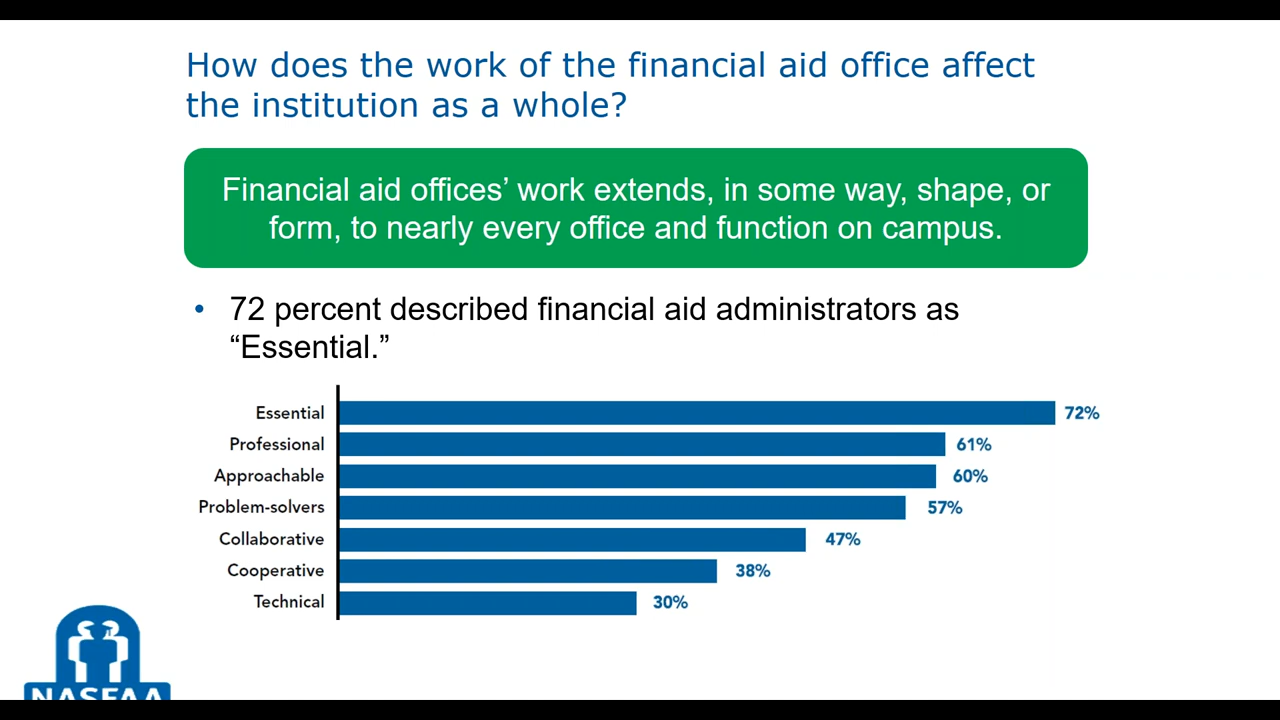 How does the work of the financial aid office affect
the institution as a whole?
Financial aid offices’ work extends, in some way, shape, or
form, to nearly every office and function on campus.
• 72 percent described financial aid administrators as
“Essential.”
Essential 72%
Professional 61%
Approachable 60%
Problem-solvers 57%
Collaborative 47%
Cooperative 38%
Technical 30%
NASFAA